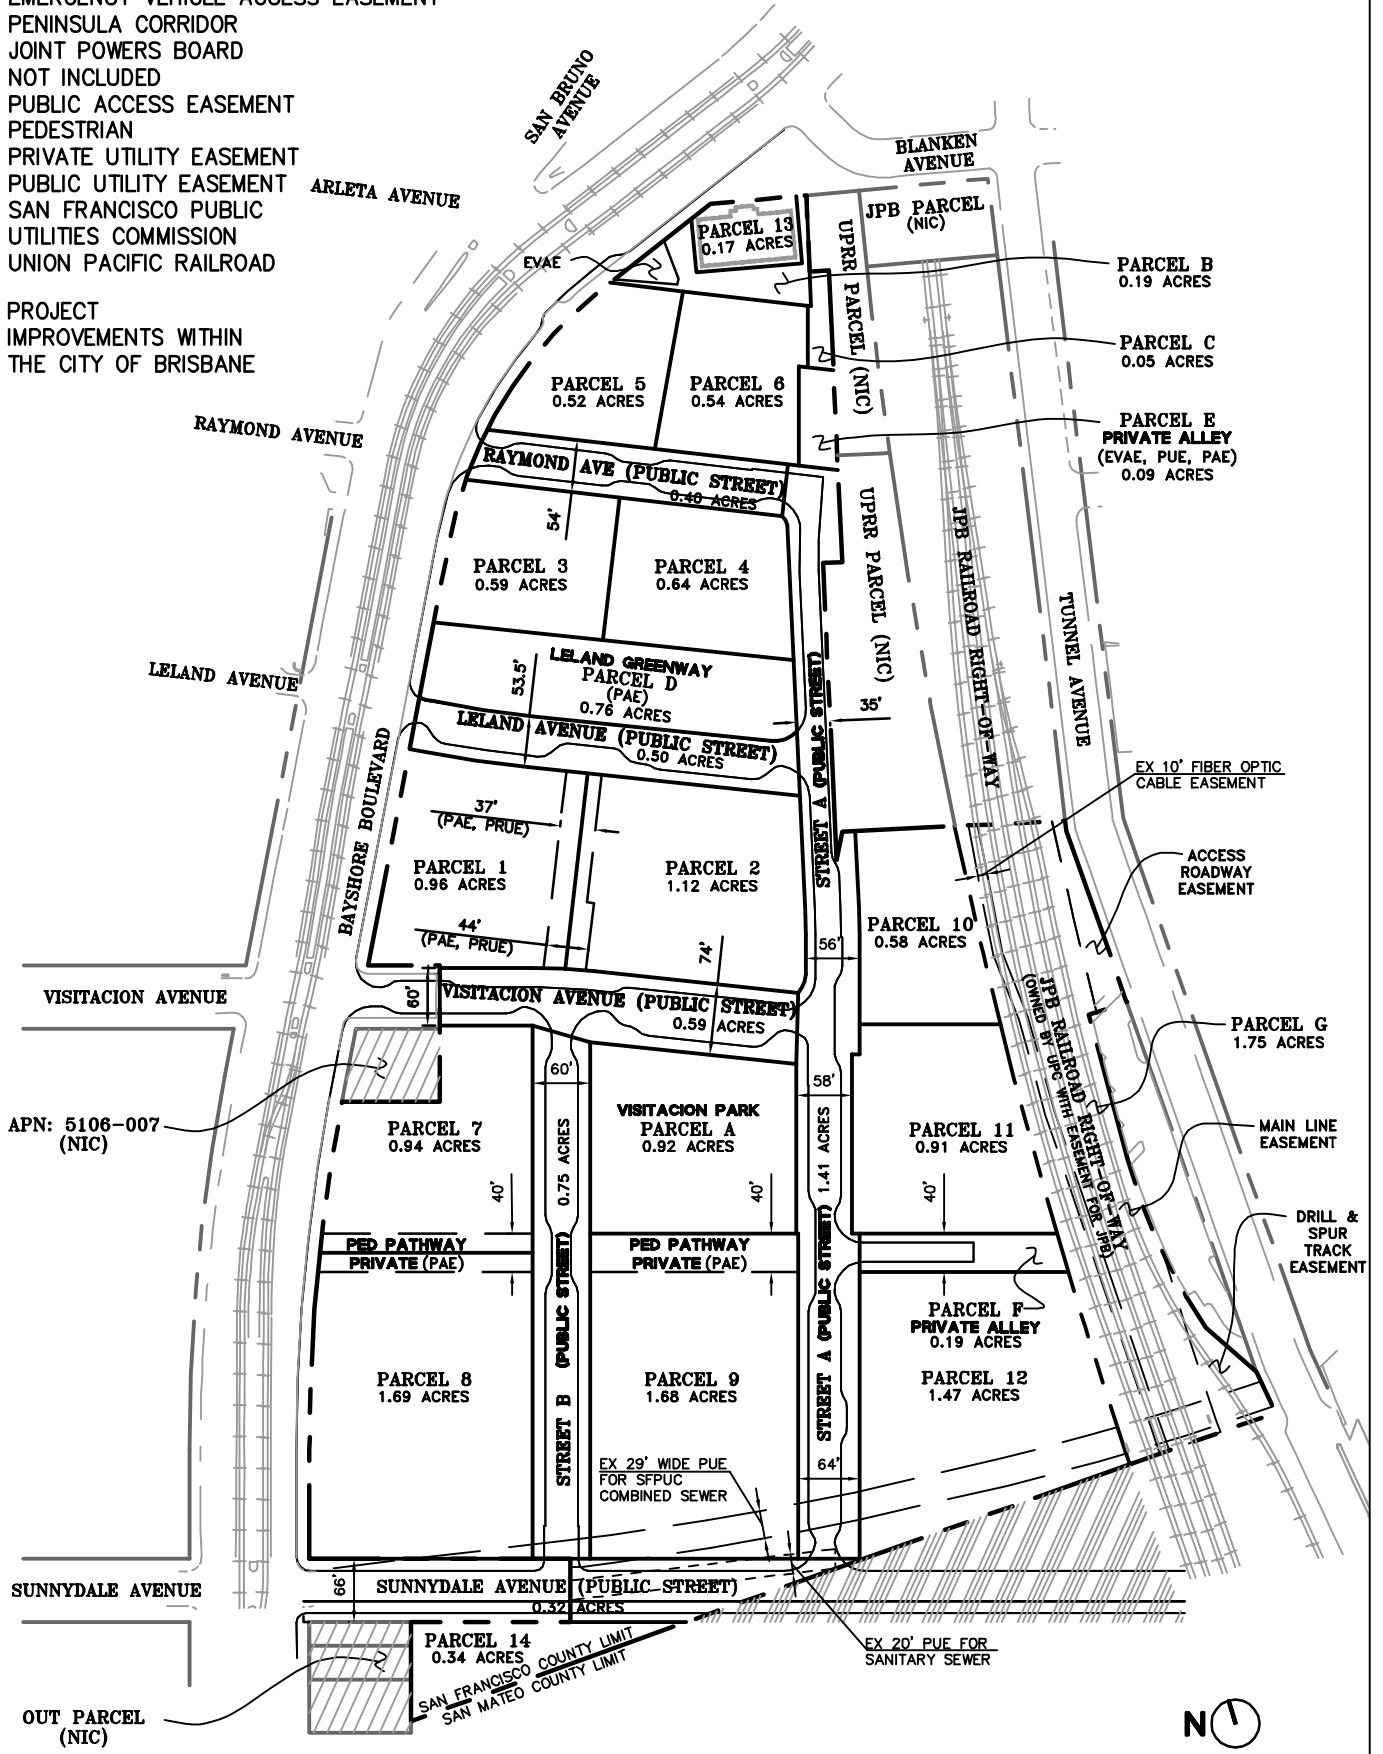 EMERGENCY VEHICLE ACCESS EASEMENT
PENINSULA CORRIDOR
JOINT POWERS BOARD
NOT INCLUDED
PUBLIC ACCESS EASEMENT
PEDESTRIAN
PRIVATE UTILITY EASEMENT
PUBLIC UTILITY EASEMENT
SAN FRANCISCO PUBLIC
UTILITIES COMMISSION
UNION PACIFIC RAILROAD
PROJECT
IMPROVEMENTS WITHIN
THE CITY OF BRISBANE
SAN BRUNO
AVENUE
ARLETA AVENUE
BLANKEN
AVENUE
JPB PARCEL
(NIC)
PARCEL 13
0.17 ACRES
EVAE
UPRR PARCEL (NIC)
PARCEL B
0.19 ACRES
PARCEL C
0.05 ACRES
PARCEL E
PRIVATE ALLEY
(EVAE, PUE, PAE)
0.09 ACRES
PARCEL 5
0.52 ACRES
PARCEL 6
0.54 ACRES
RAYMOND AVENUE
RAYMOND AVE (PUBLIC STREET)
0.46 ACRES
54'
UPRR PARCEL (NIC)
JPB RAILROAD RIGHT-OF-WAY
TUNNEL AVENUE
PARCEL 3
0.59 ACRES
PARCEL 4
0.64 ACRES
LELAND AVENUE
LELAND GREENWAY
PARCEL D
(PAE)
0.76 ACRES
53.5'
35'
LELAND AVENUE (PUBLIC STREET)
0.50 ACRES
STREET A (PUBLIC STREET)
BAYSHORE BOULEVARD
EX 10' FIBER OPTIC
CABLE EASEMENT
37'
(PAE, PRUE)
PARCEL 1
0.96 ACRES
PARCEL 2
1.12 ACRES
ACCESS
ROADWAY
EASEMENT
44'
(PAE, PRUE)
74'
56'
PARCEL 10
0.58 ACRES
VISITACION AVENUE
60'
VISITACION AVENUE (PUBLIC STREET)
0.59 ACRES
JPB RAILROAD RIGHT-OF-WAY
(OWNED BY UPC WITH EASEMENT FOR JPB)
PARCEL G
1.75 ACRES
60'
58'
APN: 5106-007
(NIC)
PARCEL 7
0.94 ACRES
0.75 ACRES
VISITACION PARK
PARCEL A
0.92 ACRES
1.41 ACRES
PARCEL 11
0.91 ACRES
MAIN LINE
EASEMENT
40'
40'
40'
DRILL &
SPUR
TRACK
EASEMENT
PED PATHWAY
PRIVATE (PAE)
PED PATHWAY
PRIVATE (PAE)
PARCEL F
PRIVATE ALLEY
0.19 ACRES
STREET B (PUBLIC STREET)
STREET A (PUBLIC STREET)
PARCEL 8
1.69 ACRES
PARCEL 9
1.68 ACRES
PARCEL 12
1.47 ACRES
EX 29' WIDE PUE
FOR SFPUC
COMBINED SEWER
64'
SUNNYDALE AVENUE
66'
SUNNYDALE AVENUE (PUBLIC STREET)
0.32 ACRES
PARCEL 14
0.34 ACRES
SAN FRANCISCO COUNTY LIMIT
SAN MATEO COUNTY LIMIT
EX 20' PUE FOR
SANITARY SEWER
OUT PARCEL
(NIC)
N